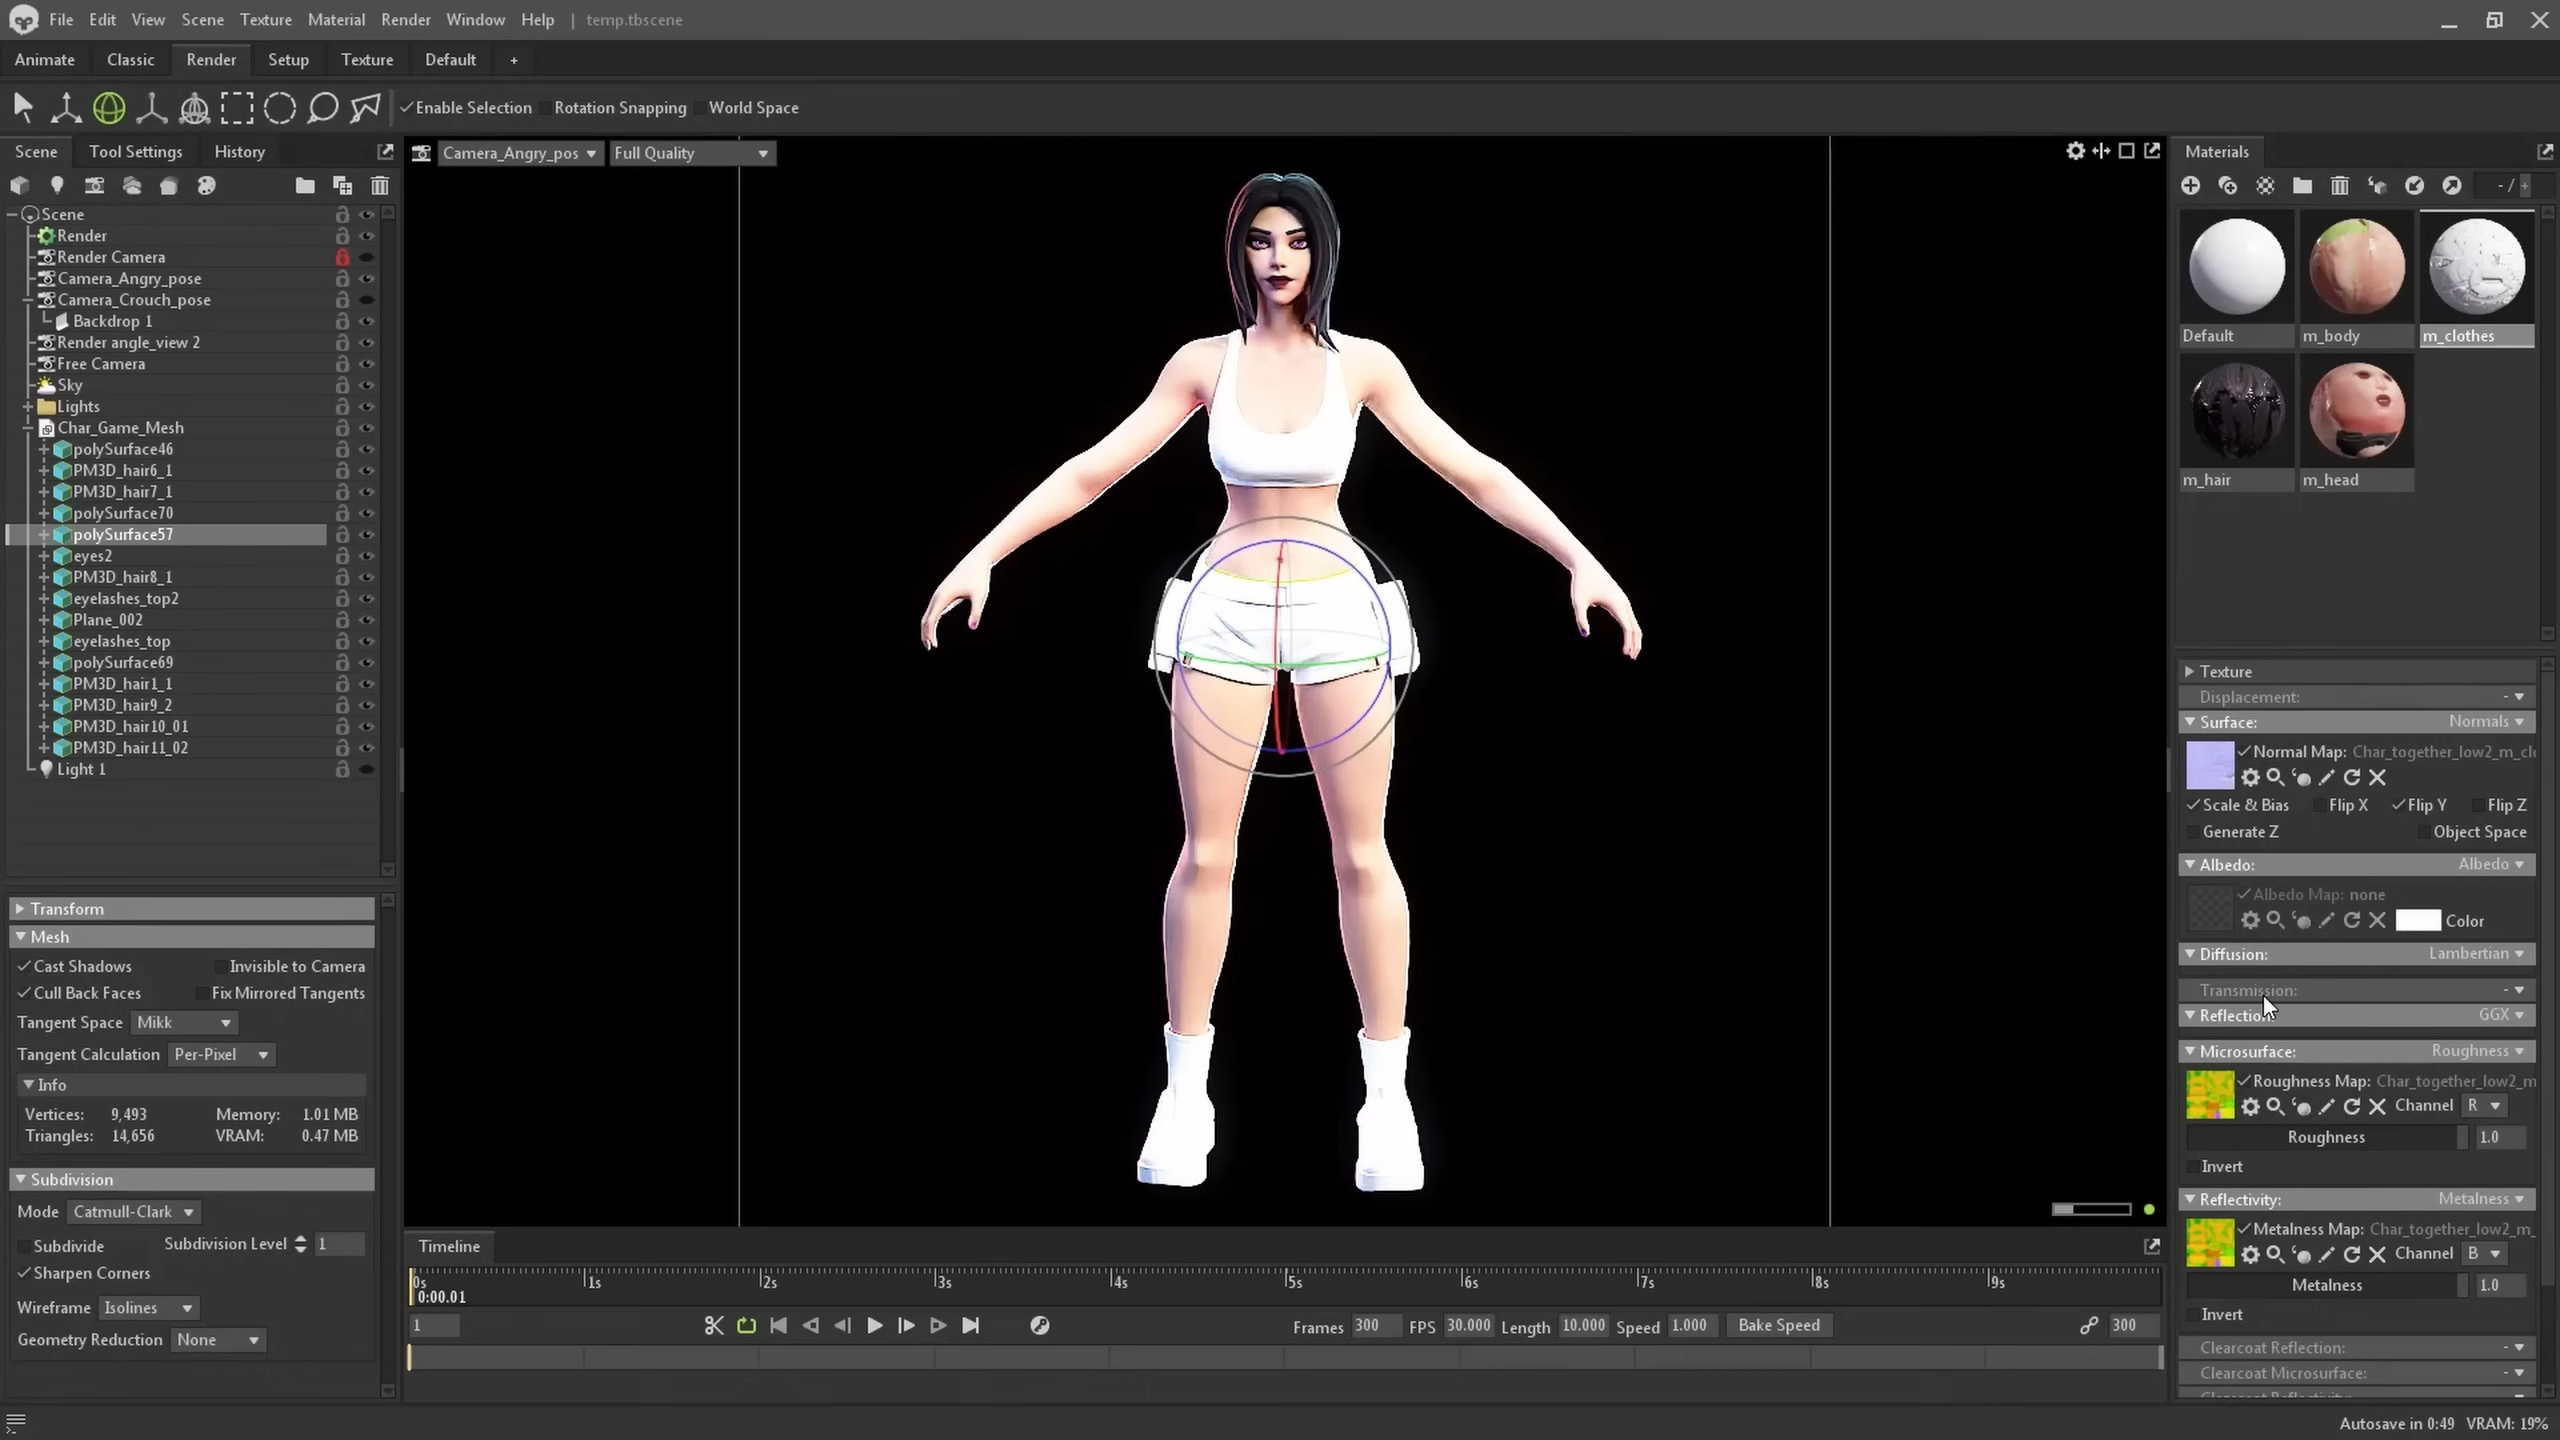 File Edit View Scene Texture Material Render Window Help | temp.tbscene
Animate Classic Render Setup Texture Default +
Enable Selection Rotation Snapping World Space
Scene Tool Settings History
Camera_Angry_pos Full Quality
Scene
Render
Render Camera
Camera_Angry_pose
Camera_Crouch_pose
Backdrop 1
Render angle_view 2
Free Camera
Sky
Lights
Char_Game_Mesh
polySurface46
PM3D_hair6_1
PM3D_hair7_1
polySurface70
polySurface57
eyes2
PM3D_hair8_1
eyelashes_top2
Plane_002
eyelashes_top
polySurface69
PM3D_hair1_1
PM3D_hair9_2
PM3D_hair10_01
PM3D_hair11_02
Light 1
Transform
Mesh
Cast Shadows Invisible to Camera
Cull Back Faces Fix Mirrored Tangents
Tangent Space Mikk
Tangent Calculation Per-Pixel
Info
Vertices: 9,493 Memory: 1.01 MB
Triangles: 14,656 VRAM: 0.47 MB
Subdivision
Mode Catmull-Clark
Subdivide Subdivision Level 1
Sharpen Corners
Wireframe Isolines
Geometry Reduction None
Timeline
0s 1s 2s 3s 4s 5s 6s 7s 8s 9s
0:00.01
1 Frames 300 FPS 30.000 Length 10.000 Speed 1.000 Bake Speed 300
Materials
- / +
Default m_body m_clothes
m_hair m_head
Texture
Displacement: -
Surface: Normals
Normal Map: Char_together_low2_m_cl
Scale & Bias Flip X Flip Y Flip Z
Generate Z Object Space
Albedo: Albedo
Albedo Map: none
Color
Diffusion: Lambertian
Transmission: -
Reflection GGX
Microsurface: Roughness
Roughness Map: Char_together_low2_m
Channel R
Roughness 1.0
Invert
Reflectivity: Metalness
Metalness Map: Char_together_low2_m_
Channel B
Metalness 1.0
Invert
Clearcoat Reflection: -
Clearcoat Microsurface: -
Clearcoat Reflectivity: -
Autosave in 0:49 VRAM: 19%